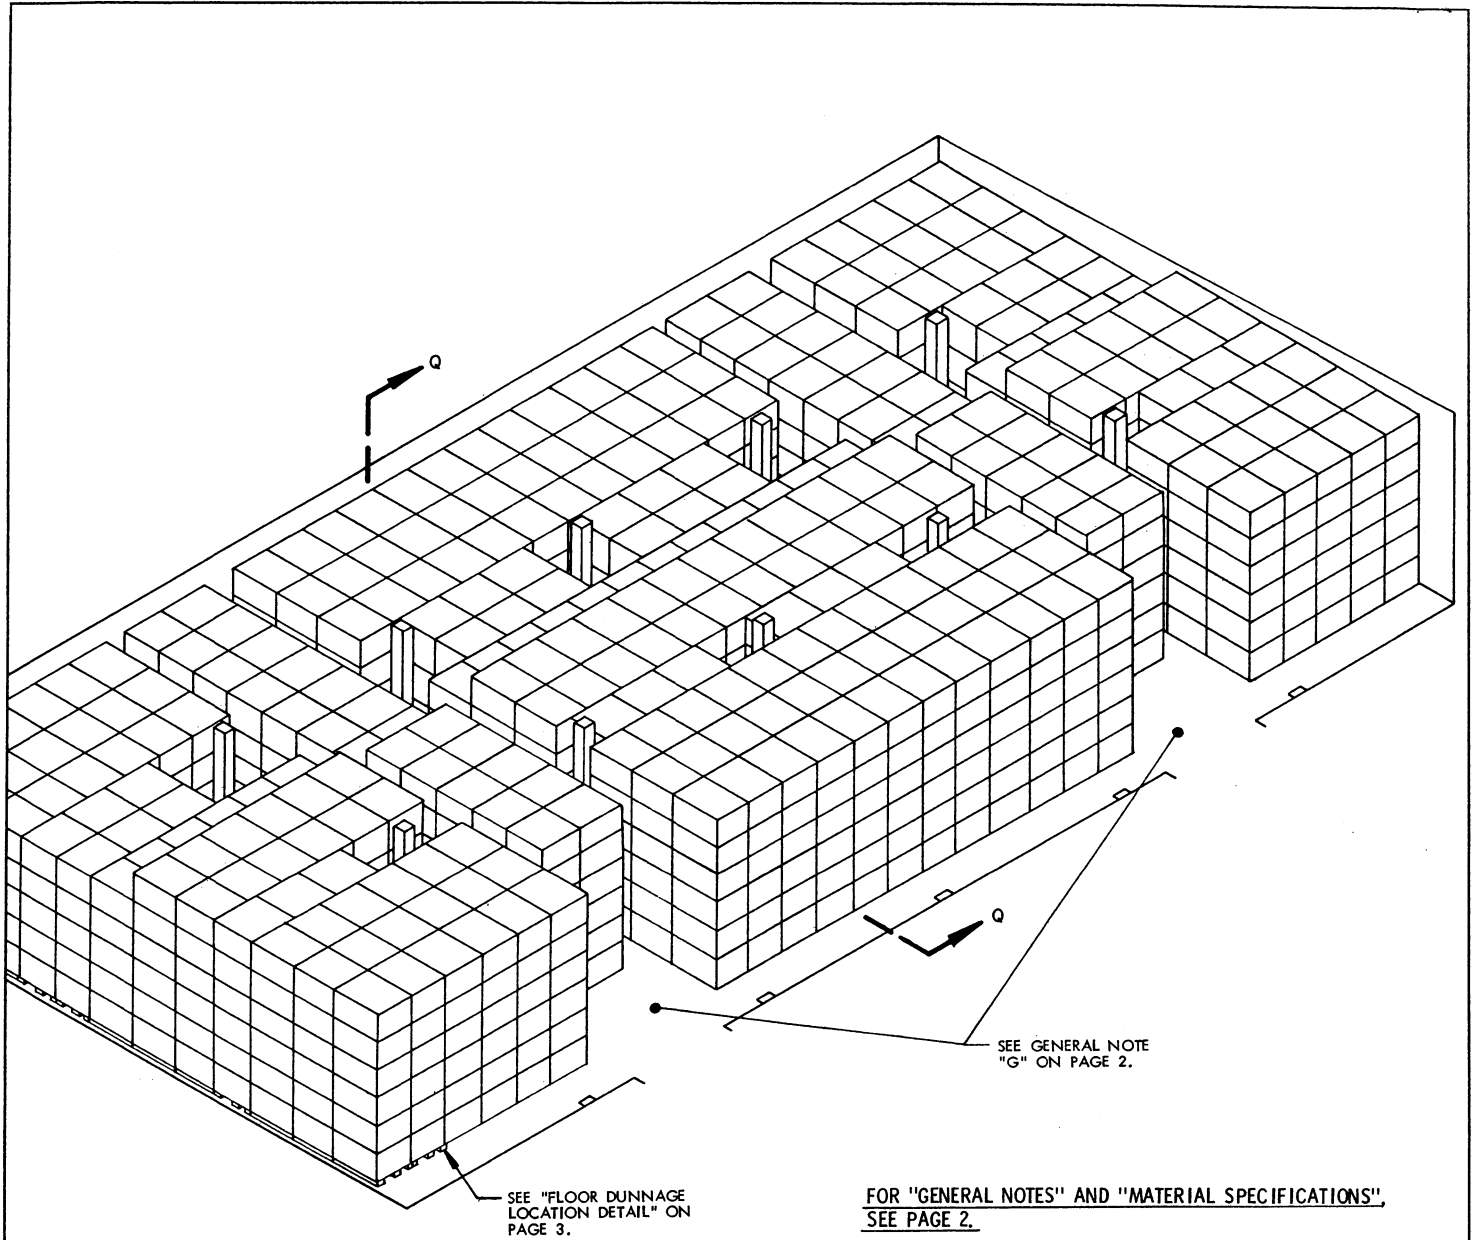 Q
Q
SEE GENERAL NOTE
"G" ON PAGE 2.
SEE "FLOOR DUNNAGE
LOCATION DETAIL" ON
PAGE 3.
FOR "GENERAL NOTES" AND "MATERIAL SPECIFICATIONS",
SEE PAGE 2.